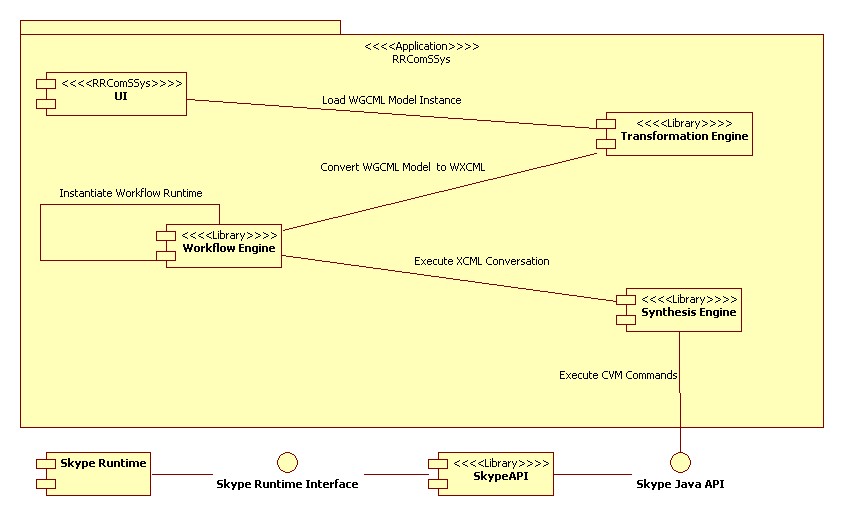 <<<<Application>>>>
RRComSSys
<<<<RRComSSys>>>>
UI
Load WGCML Model Instance
<<<<Library>>>>
Transformation Engine
Convert WGCML Model to WXCML
Instantiate Workflow Runtime
<<<<Library>>>>
Workflow Engine
Execute XCML Conversation
<<<<Library>>>>
Synthesis Engine
Execute CVM Commands
Skype Runtime
Skype Runtime Interface
<<<<Library>>>>
SkypeAPI
Skype Java API